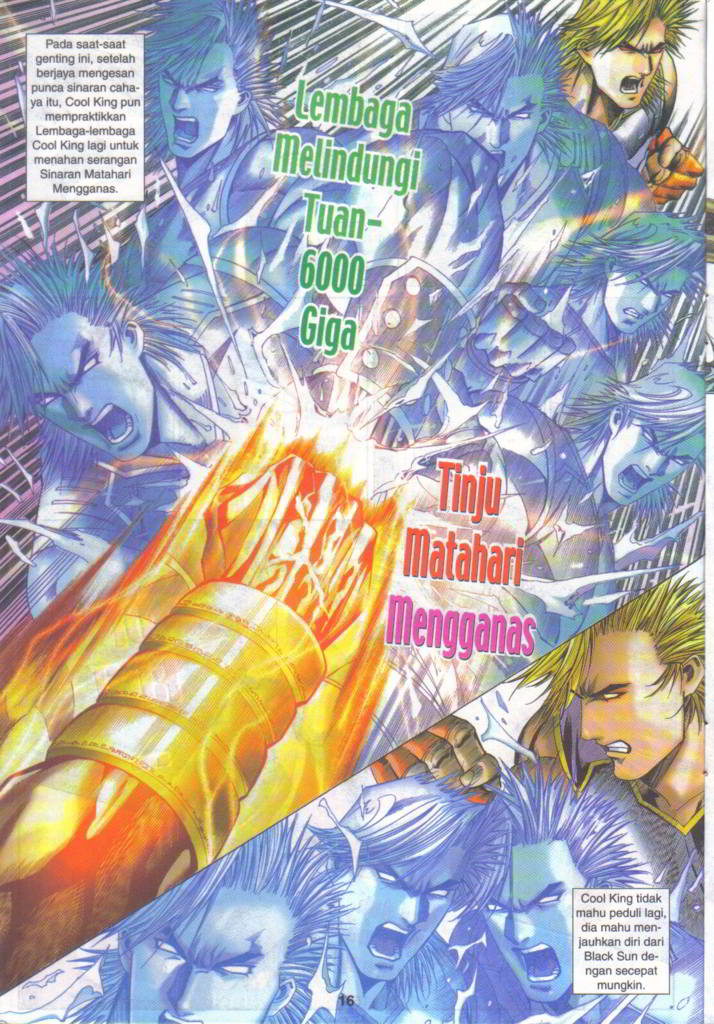 Pada saat-saat
genting ini, setelah
berjaya mengesan
punca sinaran caha-
ya itu, Cool King pun
mempraktikkan
Lembaga-lembaga
Cool King lagi untuk
menahan serangan
Sinaran Matahari
Mengganas.
Lembaga
Melindungi
Tuan-
6000
Giga
Tinju
Matahari
Mengganas
Cool King tidak
mahu peduli lagi,
dia mahu men-
jauhkan diri dari
Black Sun de-
ngan secepat
mungkin.
16